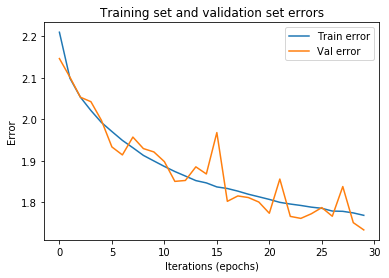 Training set and validation set errors
Train error
Val error
Error
2.2
2.1
2.0
1.9
1.8
0
5
10
15
20
25
30
Iterations (epochs)